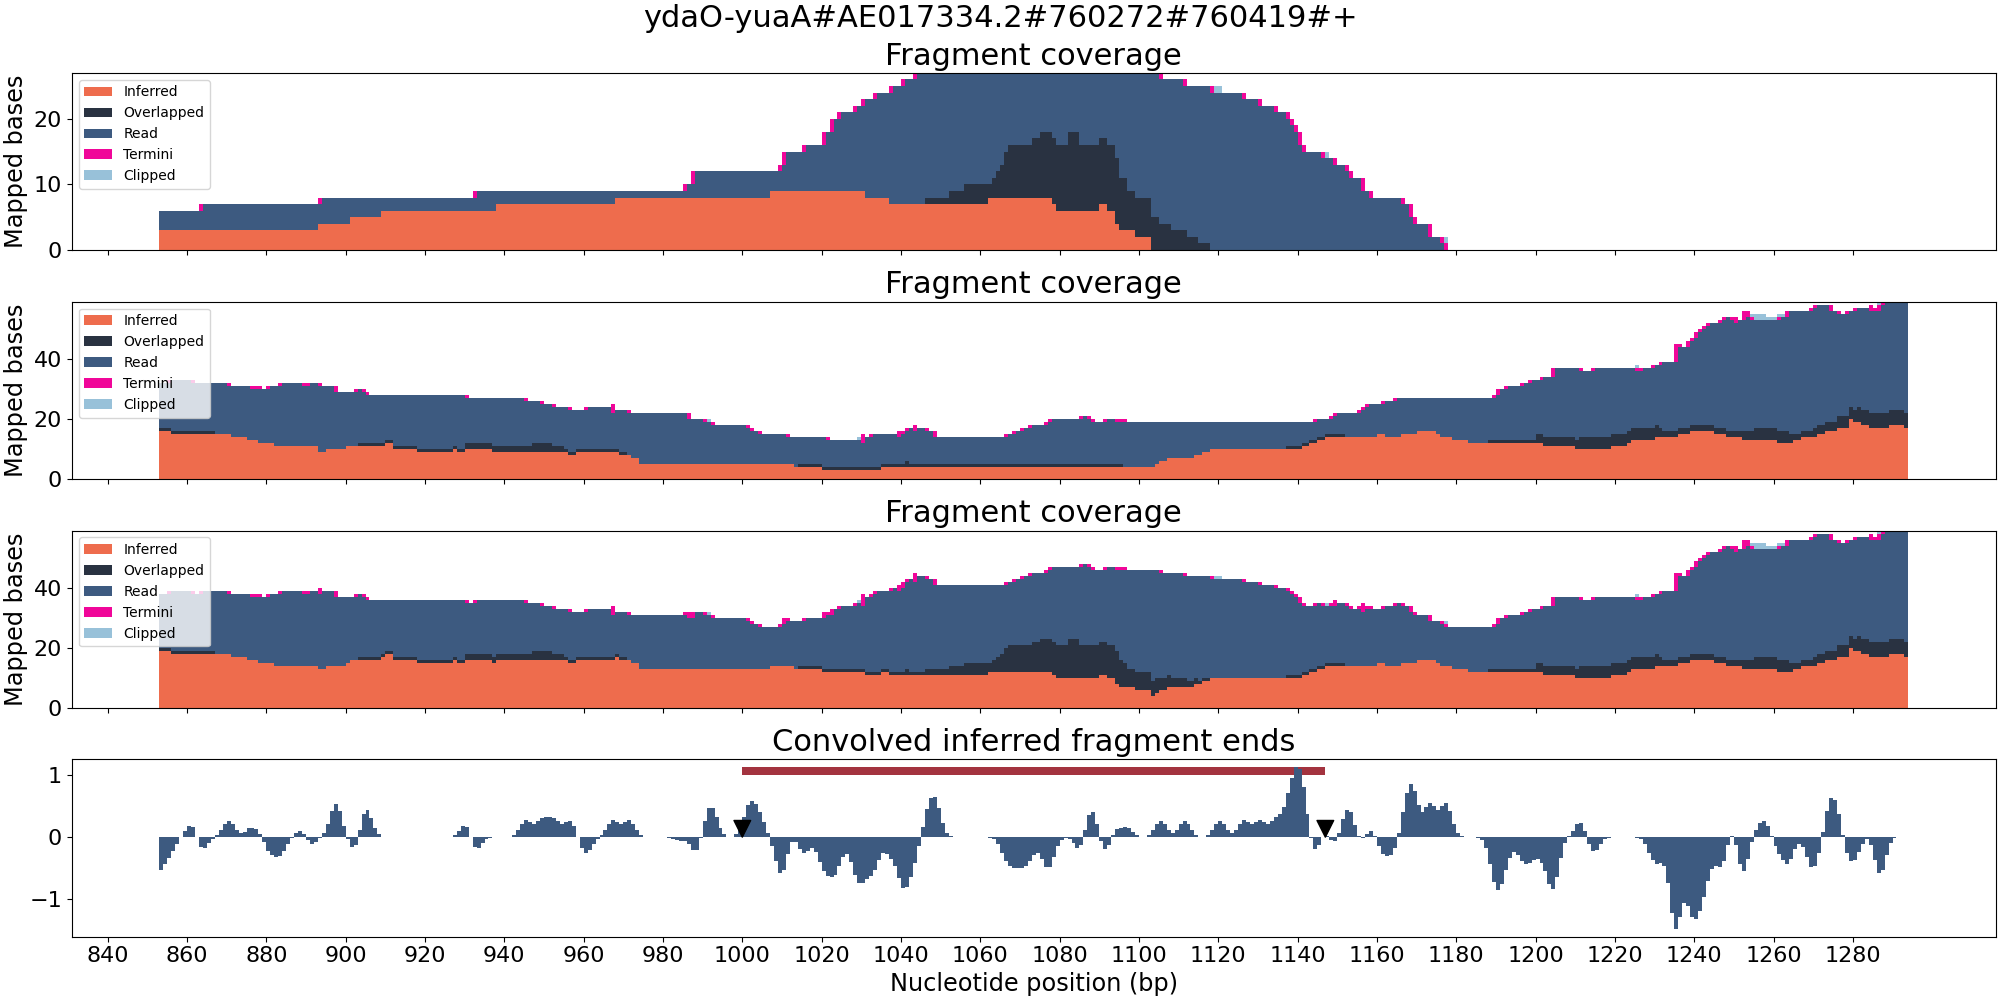 ydaO-yuaA#AE017334.2#760272#760419#+
Fragment coverage
Mapped bases
20
10
0
Inferred
Overlapped
Read
Termini
Clipped
Fragment coverage
Mapped bases
40
20
0
Inferred
Overlapped
Read
Termini
Clipped
Fragment coverage
Mapped bases
40
20
0
Inferred
Overlapped
Read
Termini
Clipped
Convolved inferred fragment ends
1
0
−1
840 860 880 900 920 940 960 980 1000 1020 1040 1060 1080 1100 1120 1140 1160 1180 1200 1220 1240 1260 1280
Nucleotide position (bp)